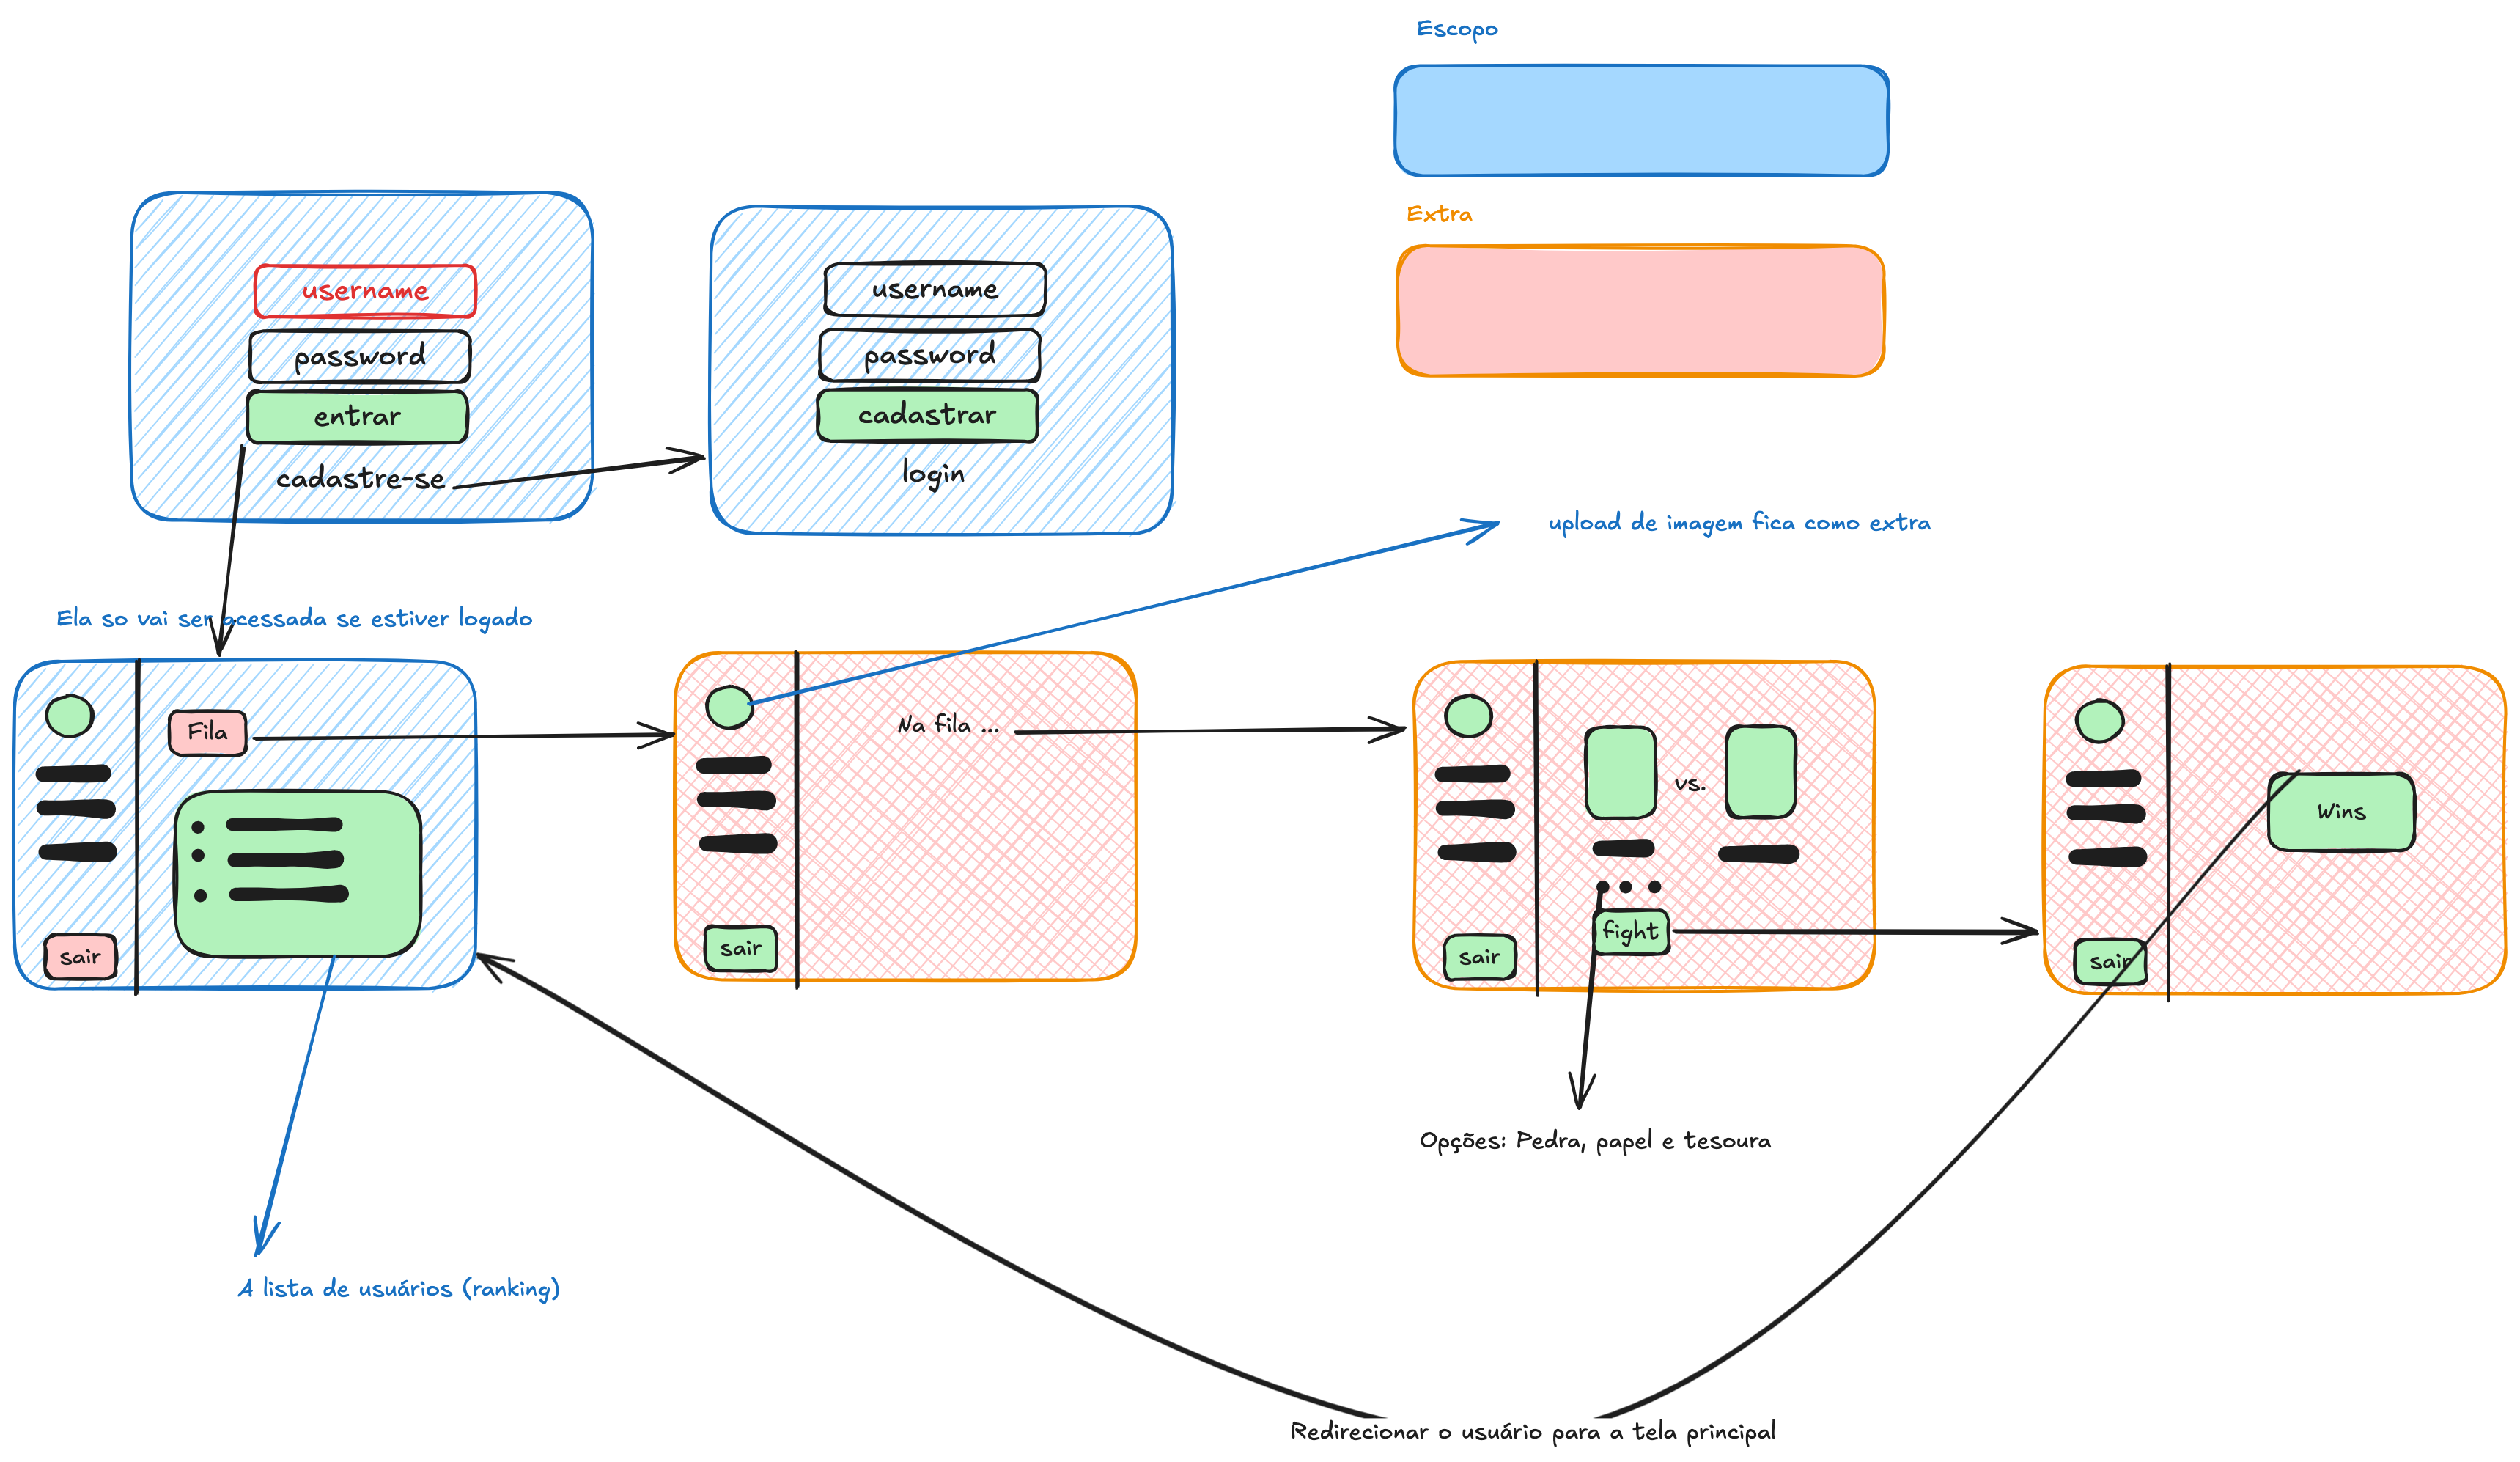 Escopo
Extra
username
password
entrar
cadastre-se
username
password
cadastrar
login
upload de imagem fica como extra
Ela so vai ser acessada se estiver logado
Fila
sair
Na fila ...
sair
vs.
fight
sair
Wins
sair
Opções: Pedra, papel e tesoura
A lista de usuários (ranking)
Redirecionar o usuário para a tela principal